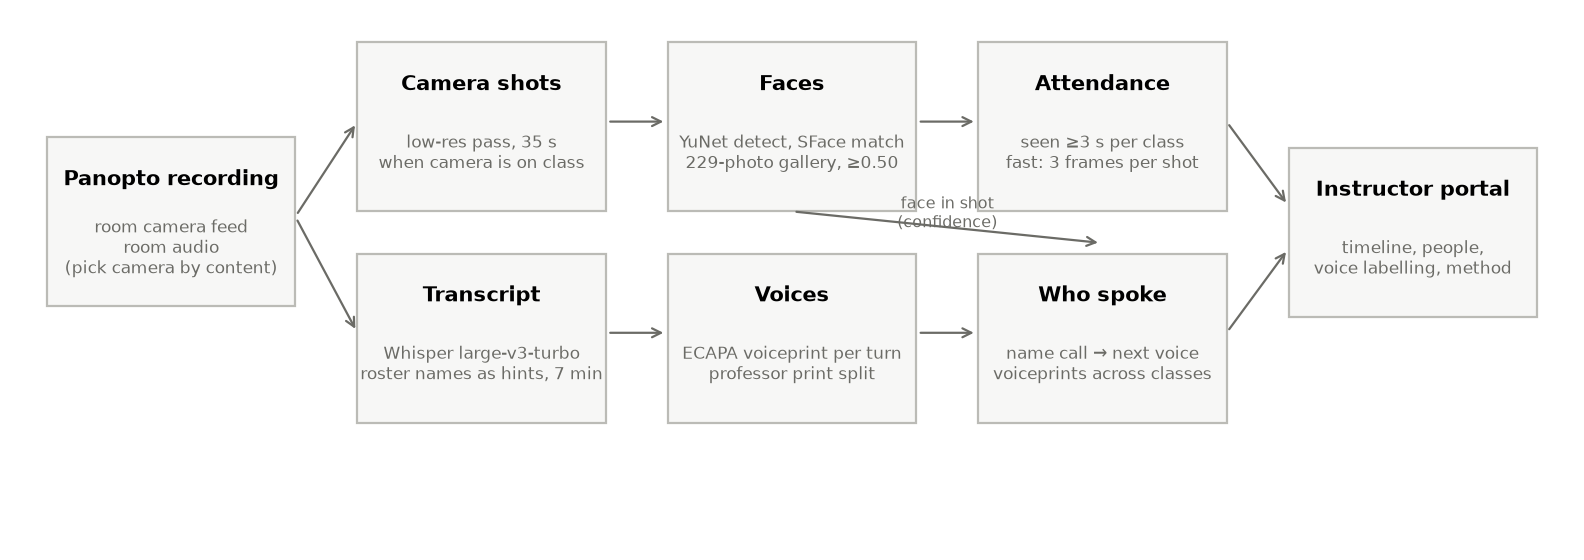 Panopto recording
room camera feed
room audio
(pick camera by content)
Camera shots
low-res pass, 35 s
when camera is on class
Faces
YuNet detect, SFace match
229-photo gallery, ≥0.50
Attendance
seen ≥3 s per class
fast: 3 frames per shot
face in shot
(confidence)
Transcript
Whisper large-v3-turbo
roster names as hints, 7 min
Voices
ECAPA voiceprint per turn
professor print split
Who spoke
name call → next voice
voiceprints across classes
Instructor portal
timeline, people,
voice labelling, method